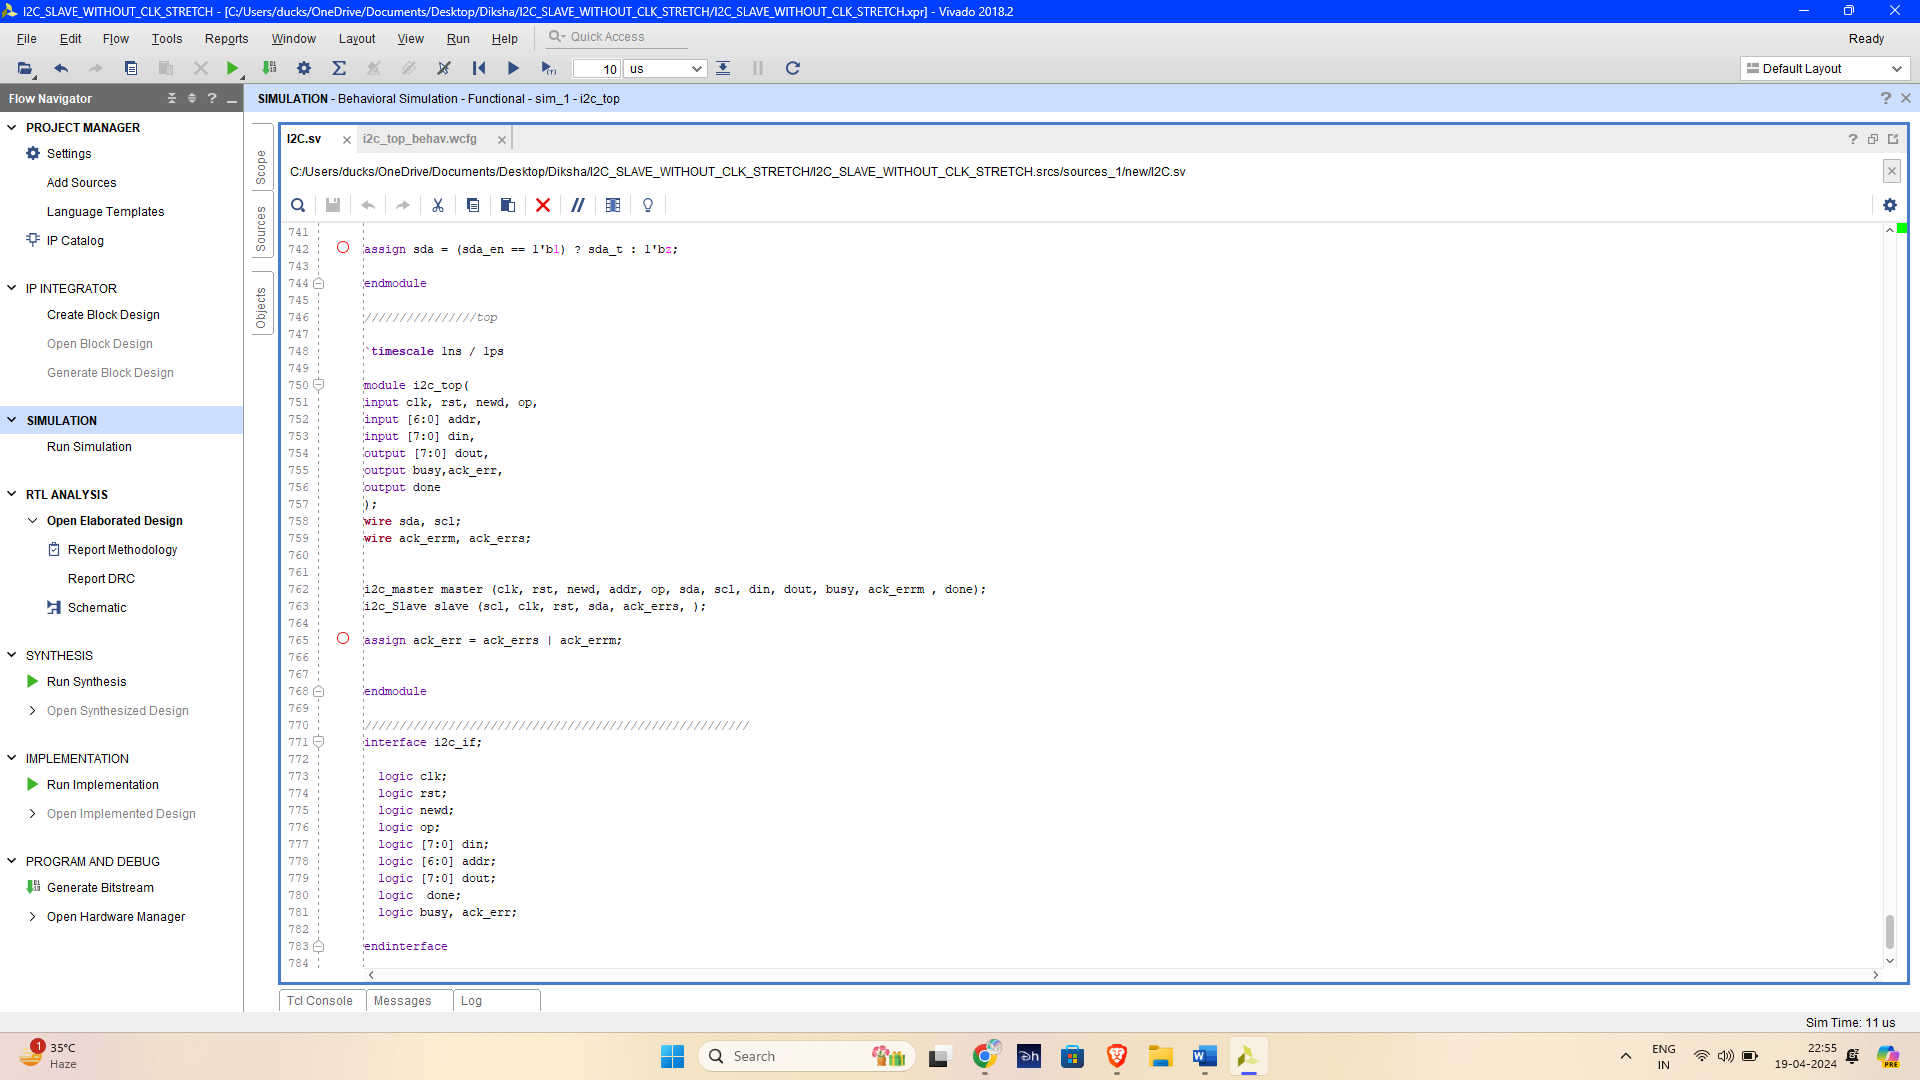 I2C_SLAVE_WITHOUT_CLK_STRETCH - [C:/Users/ducks/OneDrive/Documents/Desktop/Diksha/I2C_SLAVE_WITHOUT_CLK_STRETCH/I2C_SLAVE_WITHOUT_CLK_STRETCH.xpr] - Vivado 2018.2
File Edit Flow Tools Reports Window Layout View Run Help Quick Access Ready
10 us Default Layout
Flow Navigator
SIMULATION - Behavioral Simulation - Functional - sim_1 - i2c_top
PROJECT MANAGER
Settings
Add Sources
Language Templates
IP Catalog
IP INTEGRATOR
Create Block Design
Open Block Design
Generate Block Design
SIMULATION
Run Simulation
RTL ANALYSIS
Open Elaborated Design
Report Methodology
Report DRC
Schematic
SYNTHESIS
Run Synthesis
Open Synthesized Design
IMPLEMENTATION
Run Implementation
Open Implemented Design
PROGRAM AND DEBUG
Generate Bitstream
Open Hardware Manager
Scope
Sources
Objects
I2C.sv i2c_top_behav.wcfg
C:/Users/ducks/OneDrive/Documents/Desktop/Diksha/I2C_SLAVE_WITHOUT_CLK_STRETCH/I2C_SLAVE_WITHOUT_CLK_STRETCH.srcs/sources_1/new/I2C.sv
741
742 assign sda = (sda_en == 1'b1) ? sda_t : 1'bz;
743
744 endmodule
745
746 ////////////////top
747
748 `timescale 1ns / 1ps
749
750 module i2c_top(
751 input clk, rst, newd, op,
752 input [6:0] addr,
753 input [7:0] din,
754 output [7:0] dout,
755 output busy,ack_err,
756 output done
757 );
758 wire sda, scl;
759 wire ack_errm, ack_errs;
760
761
762 i2c_master master (clk, rst, newd, addr, op, sda, scl, din, dout, busy, ack_errm , done);
763 i2c_Slave slave (scl, clk, rst, sda, ack_errs, );
764
765 assign ack_err = ack_errs | ack_errm;
766
767
768 endmodule
769
770 ///////////////////////////////////////////////////////
771 interface i2c_if;
772
773 logic clk;
774 logic rst;
775 logic newd;
776 logic op;
777 logic [7:0] din;
778 logic [6:0] addr;
779 logic [7:0] dout;
780 logic  done;
781 logic busy, ack_err;
782
783 endinterface
784
Tcl Console Messages Log
Sim Time: 11 us
1
35°C
Haze
Search
ENG
IN
22:55
19-04-2024
PRE